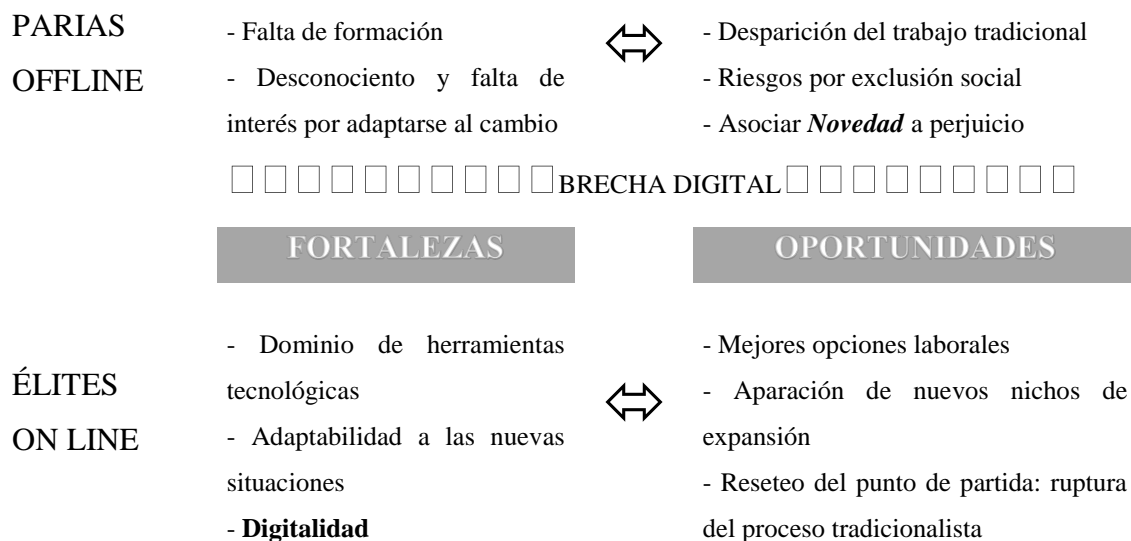 PARIAS
OFFLINE
- Falta de formación
- Desconociento y falta de
interés por adaptarse al cambio
- Desparición del trabajo tradicional
- Riesgos por exclusión social
- Asociar Novedad a perjuicio
BRECHA DIGITAL
FORTALEZAS
OPORTUNIDADES
ÉLITES
ON LINE
- Dominio de herramientas
tecnológicas
- Adaptabilidad a las nuevas
situaciones
- Digitalidad
- Mejores opciones laborales
- Aparación de nuevos nichos de
expansión
- Reseteo del punto de partida: ruptura
del proceso tradicionalista